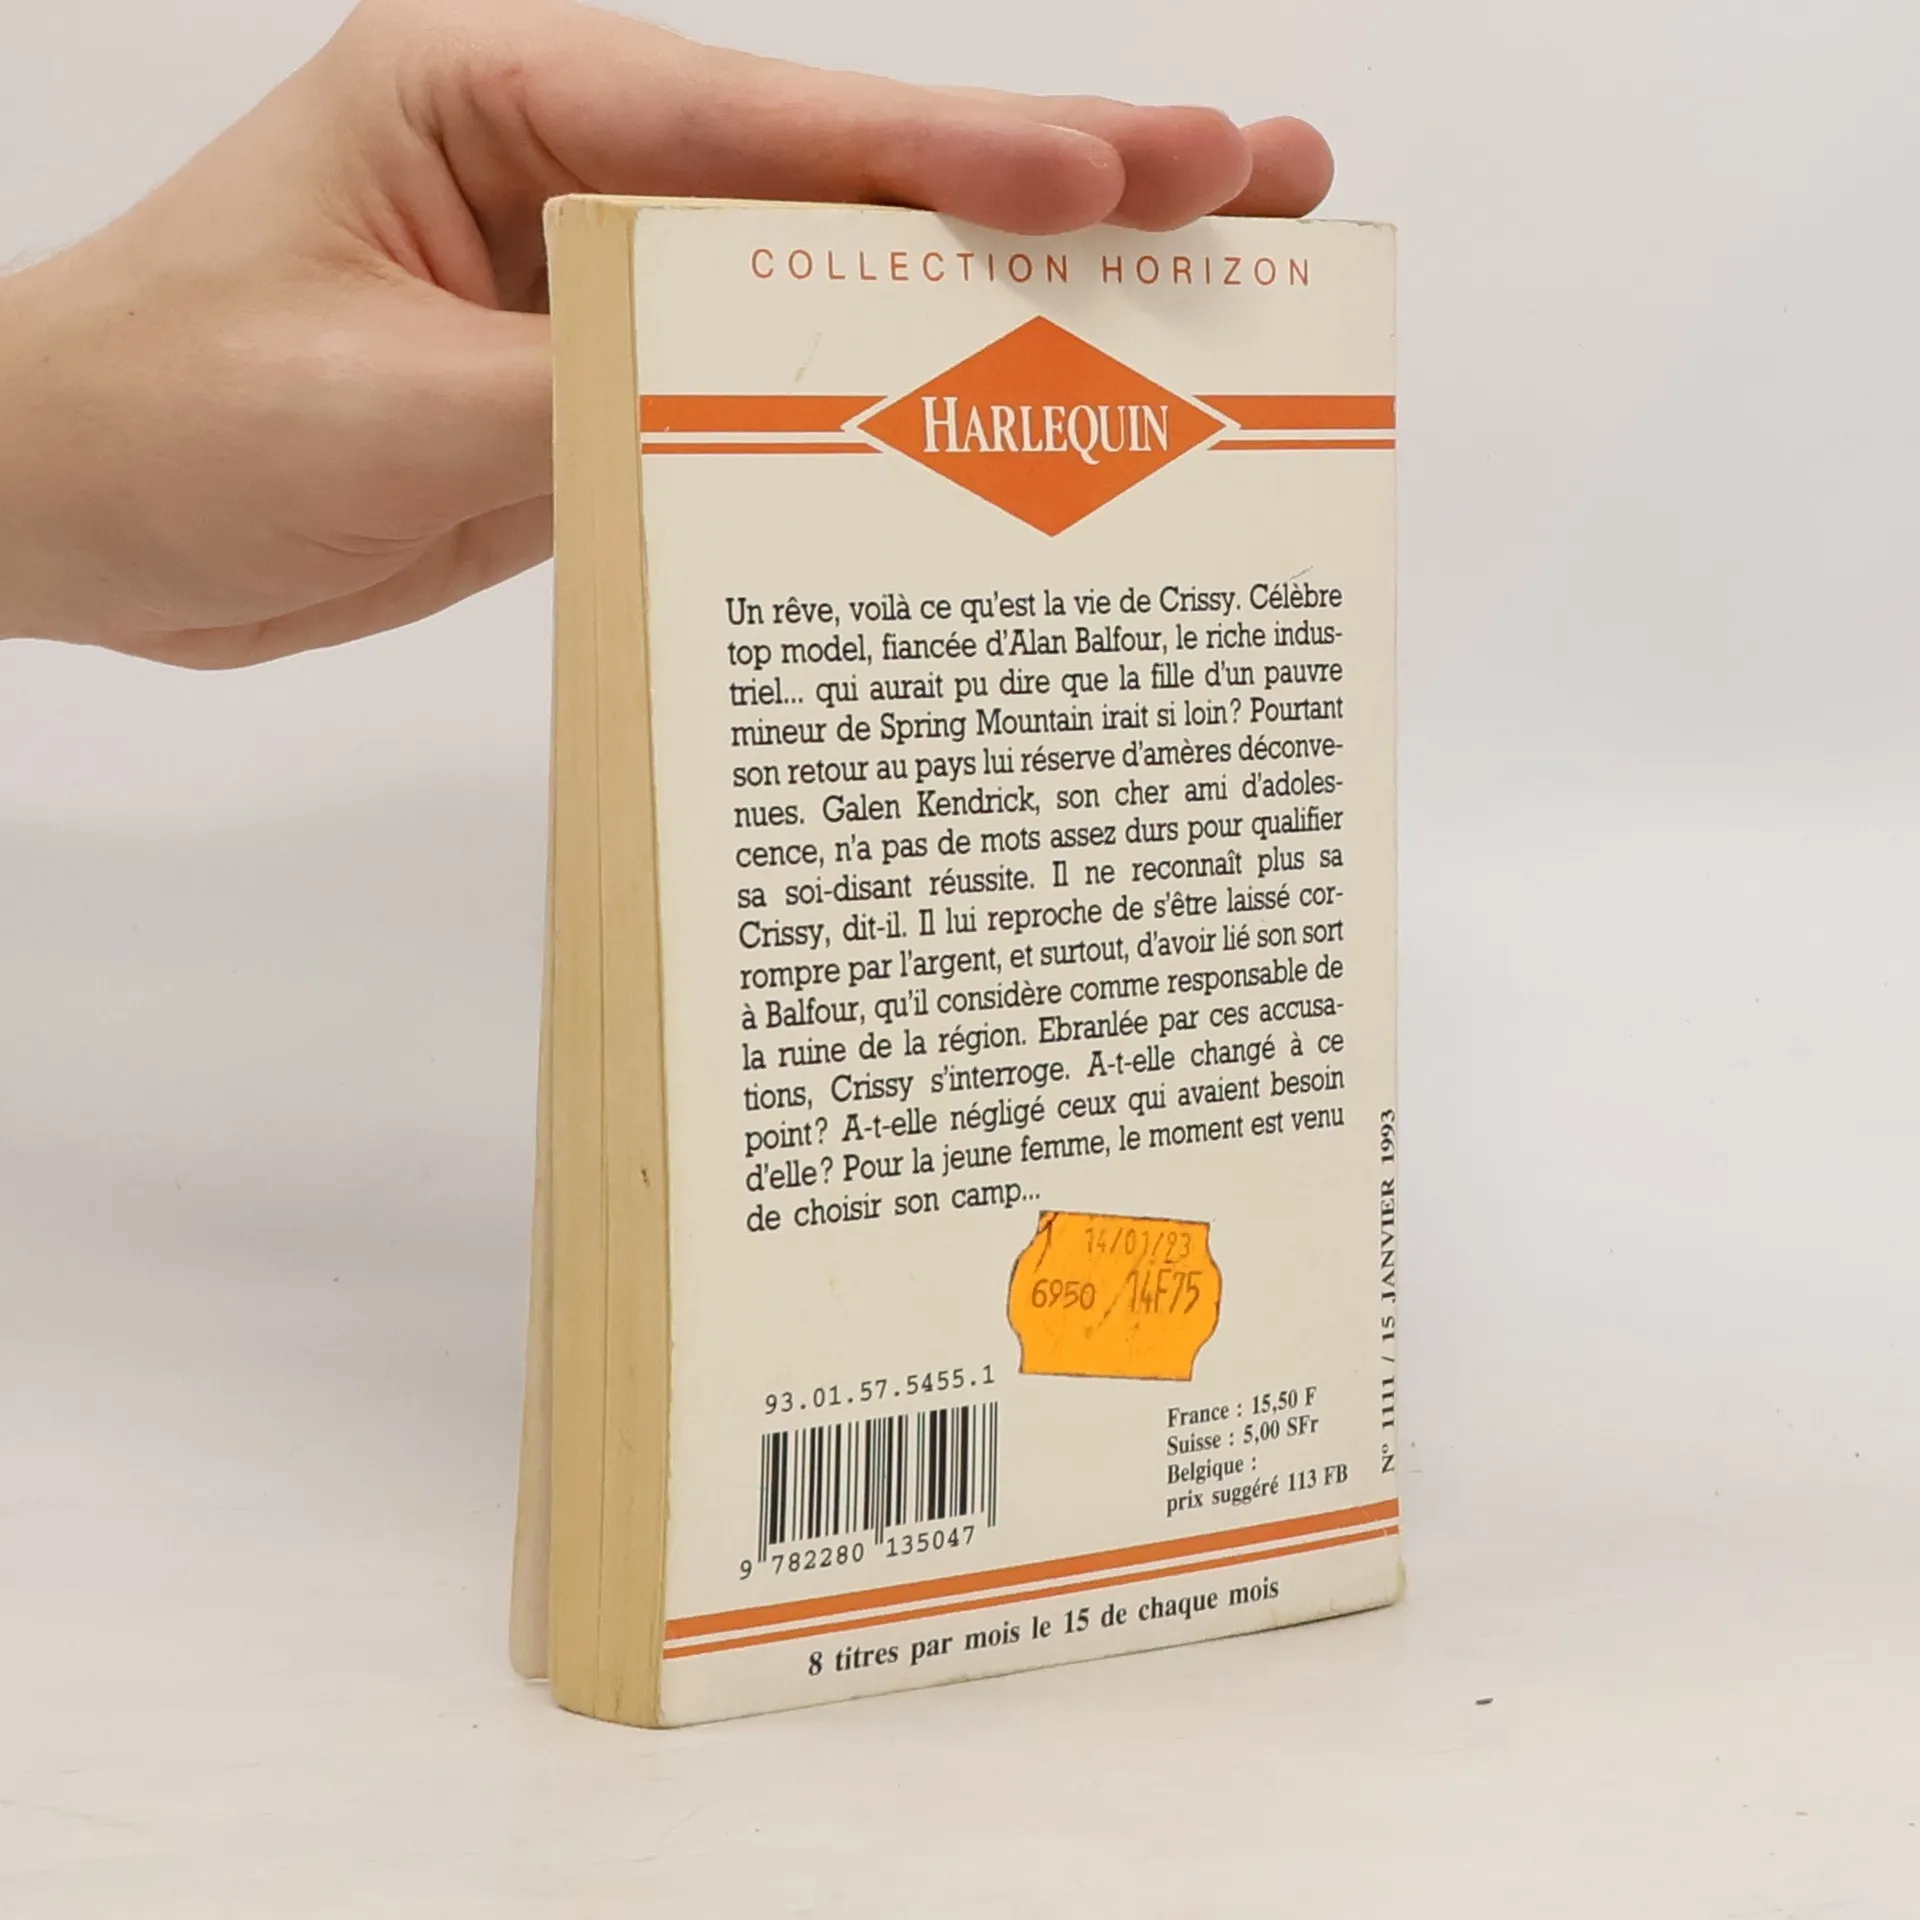 COLLECTION HORIZON
HARLEQUIN
Un rêve, voilà ce qu'est la vie de Crissy. Célèbre
top model, fiancée d'Alan Balfour, le riche indus-
triel... qui aurait pu dire que la fille d'un pauvre
mineur de Spring Mountain irait si loin? Pourtant
son retour au pays lui réserve d'amères déconve-
nues. Galen Kendrick, son cher ami d'adoles-
cence, n'a pas de mots assez durs pour qualifier
sa soi-disant réussite. Il ne reconnaît plus sa
Crissy, dit-il. Il lui reproche de s'être laissé cor-
rompre par l'argent, et surtout, d'avoir lié son sort
à Balfour, qu'il considère comme responsable de
la ruine de la région. Ebranlée par ces accusa-
tions, Crissy s'interroge. A-t-elle changé à ce
point? A-t-elle négligé ceux qui avaient besoin
d'elle? Pour la jeune femme, le moment est venu
de choisir son camp...
14/01/93
6950 14F75
93.01.57.5455.1
9 782280 135047
France : 15,50 F
Suisse : 5,00 SFr
Belgique :
prix suggéré 113 FB
N° 1111 / 15 JANVIER 1993
8 titres par mois le 15 de chaque mois